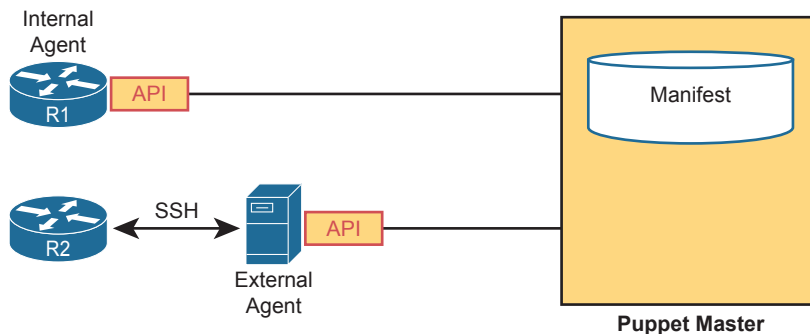 Internal
Agent
R1
API
Manifest
R2
SSH
API
External
Agent
Puppet Master